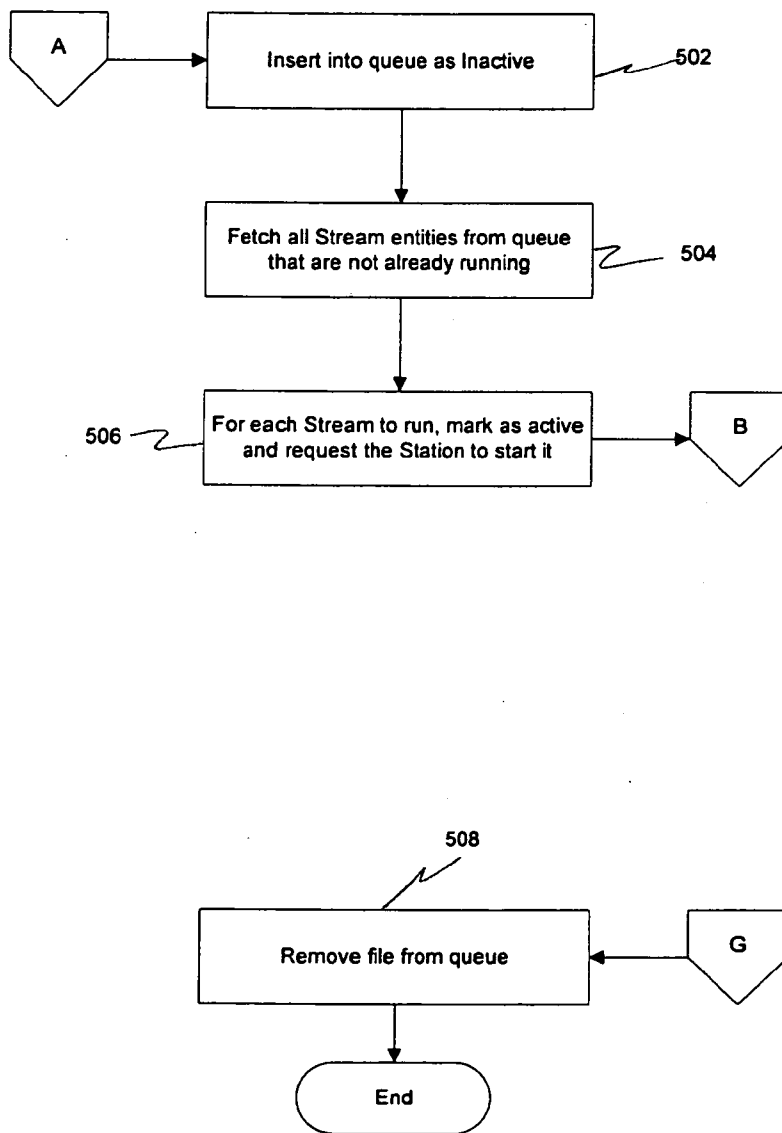 A
Insert into queue as Inactive
502
Fetch all Stream entities from queue
that are not already running
504
506
For each Stream to run, mark as active
and request the Station to start it
B
508
Remove file from queue
G
End